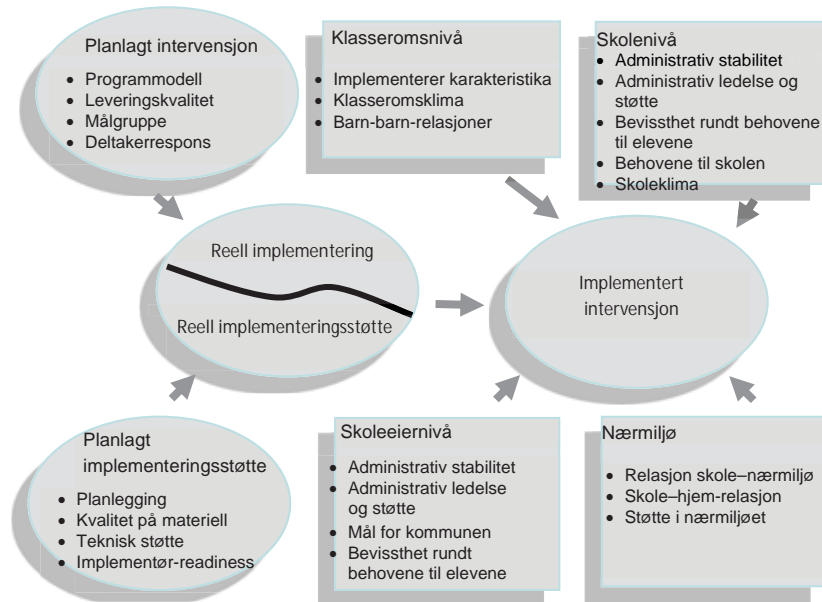 Planlagt intervensjon
• Programmodell
• Leveringskvalitet
• Målgruppe
• Deltakerrespons
Klasseromsnivå
• Implementerer karakteristika
• Klasseromsklima
• Barn-barn-relasjoner
Skolenivå
• Administrativ stabilitet
• Administrativ ledelse og
støtte
• Bevissthet rundt behovene
til elevene
• Behovene til skolen
• Skoleklima
Reell implementering
Reell implementeringsstøtte
Implementert
intervensjon
Planlagt
implementeringsstøtte
• Planlegging
• Kvalitet på materiell
• Teknisk støtte
• Implementør-readiness
Skoleeiernivå
• Administrativ stabilitet
• Administrativ ledelse
og støtte
• Mål for kommunen
• Bevissthet rundt
behovene til elevene
Nærmiljø
• Relasjon skole–nærmiljø
• Skole–hjem-relasjon
• Støtte i nærmiljøet